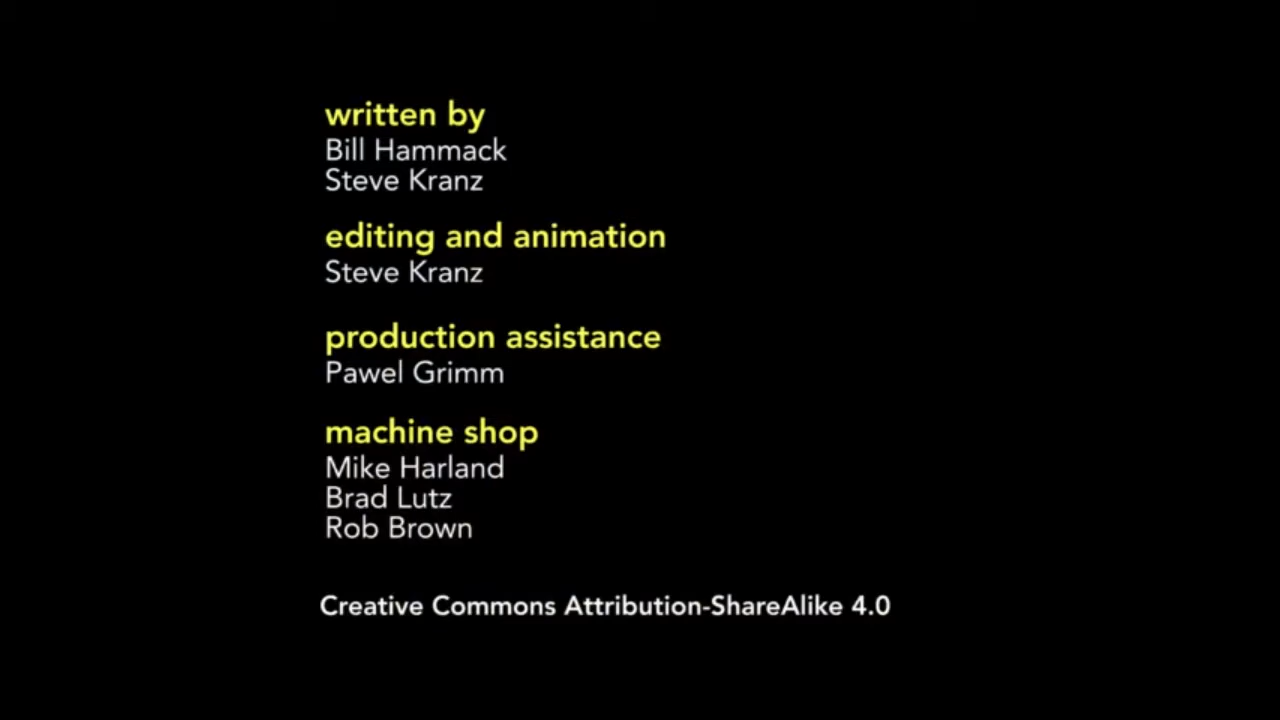 written by
Bill Hammack
Steve Kranz
editing and animation
Steve Kranz
production assistance
Pawel Grimm
machine shop
Mike Harland
Brad Lutz
Rob Brown
Creative Commons Attribution-ShareAlike 4.0